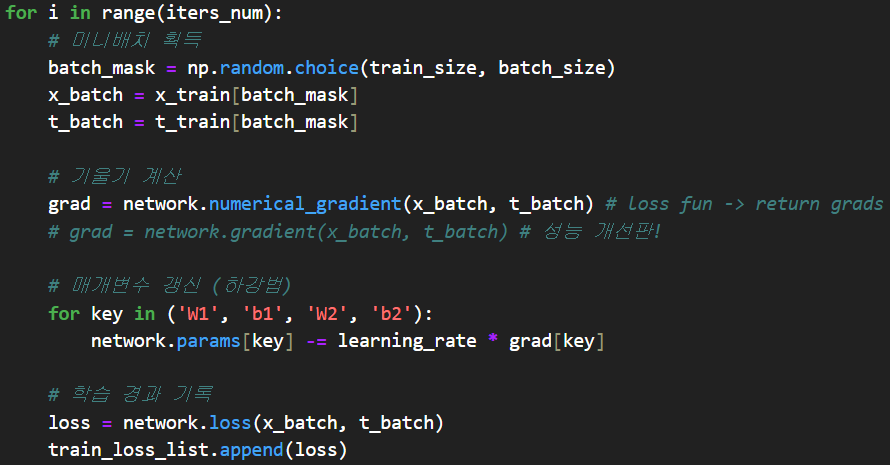 for i in range(iters_num):
    # 미니배치 획득
    batch_mask = np.random.choice(train_size, batch_size)
    x_batch = x_train[batch_mask]
    t_batch = t_train[batch_mask]

    # 기울기 계산
    grad = network.numerical_gradient(x_batch, t_batch) # loss fun -> return grads
    # grad = network.gradient(x_batch, t_batch) # 성능 개선판!

    # 매개변수 갱신 (하강법)
    for key in ('W1', 'b1', 'W2', 'b2'):
        network.params[key] -= learning_rate * grad[key]

    # 학습 경과 기록
    loss = network.loss(x_batch, t_batch)
    train_loss_list.append(loss)